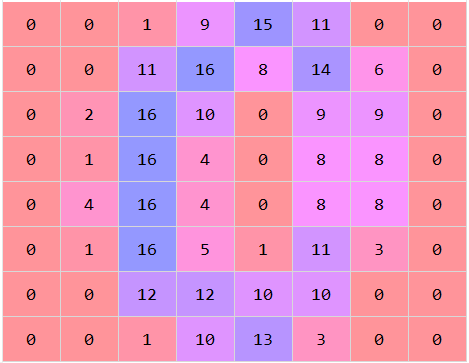 0 0 1 9 15 11 0 0
0 0 11 16 8 14 6 0
0 2 16 10 0 9 9 0
0 1 16 4 0 8 8 0
0 4 16 4 0 8 8 0
0 1 16 5 1 11 3 0
0 0 12 12 10 10 0 0
0 0 1 10 13 3 0 0